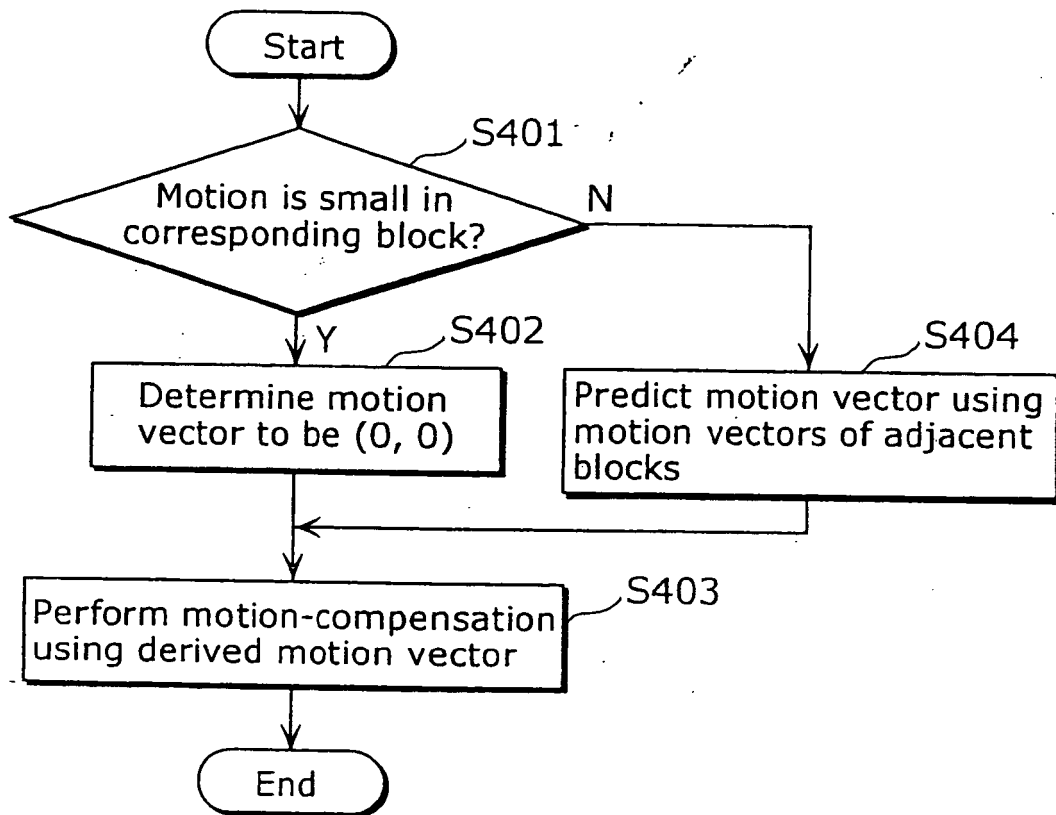 Start
S401
Motion is small in
corresponding block?
N
Y
S402
Determine motion
vector to be (0, 0)
S404
Predict motion vector using
motion vectors of adjacent
blocks
S403
Perform motion-compensation
using derived motion vector
End